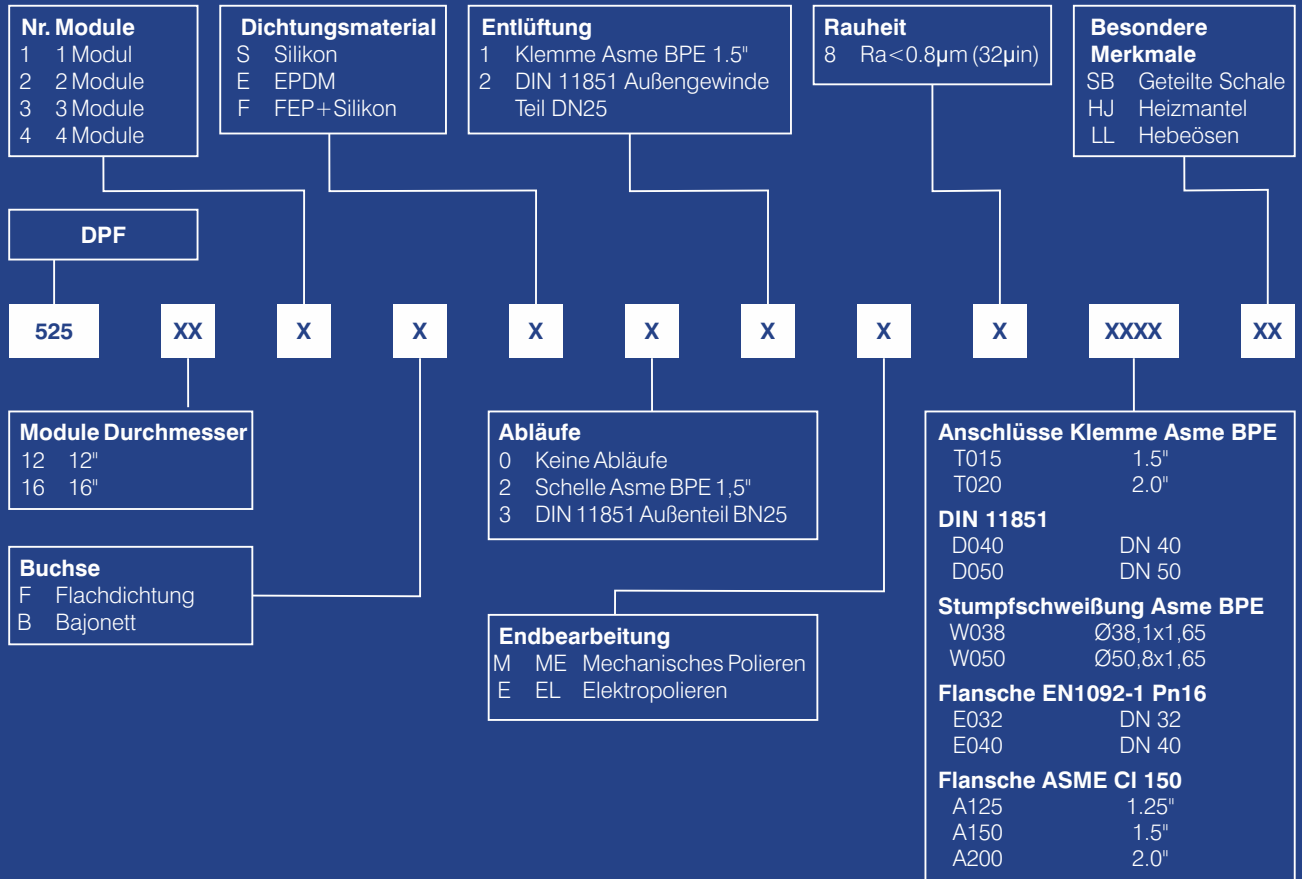 Nr. Module
1 1 Modul
2 2 Module
3 3 Module
4 4 Module
Dichtungsmaterial
S Silikon
E EPDM
F FEP+Silikon
Entlüftung
1 Klemme Asme BPE 1.5"
2 DIN 11851 Außengewinde
Teil DN25
Rauheit
8 Ra<0.8µm (32µin)
Besondere
Merkmale
SB Geteilte Schale
HJ Heizmantel
LL Hebeösen
DPF
525 XX X X X X X X X XXXX XX
Module Durchmesser
12 12"
16 16"
Buchse
F Flachdichtung
B Bajonett
Abläufe
0 Keine Abläufe
2 Schelle Asme BPE 1,5"
3 DIN 11851 Außenteil BN25
Endbearbeitung
M ME Mechanisches Polieren
E EL Elektropolieren
Anschlüsse Klemme Asme BPE
T015 1.5"
T020 2.0"
DIN 11851
D040 DN 40
D050 DN 50
Stumpfschweißung Asme BPE
W038 Ø38,1x1,65
W050 Ø50,8x1,65
Flansche EN1092-1 Pn16
E032 DN 32
E040 DN 40
Flansche ASME Cl 150
A125 1.25"
A150 1.5"
A200 2.0"